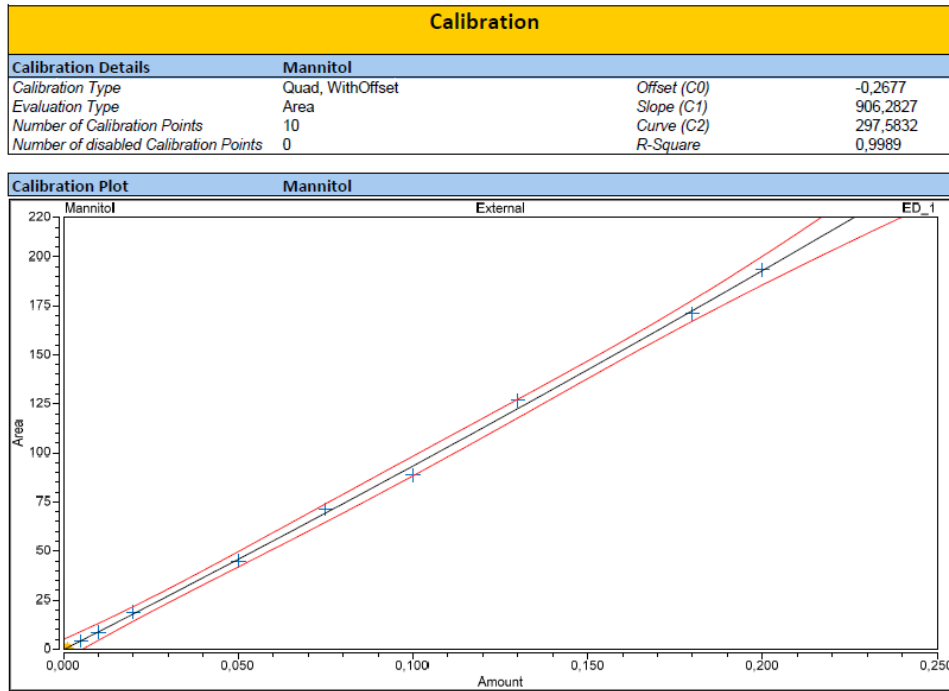 Calibration
Calibration Details Mannitol
Calibration Type Quad, WithOffset Offset (C0) -0,2677
Evaluation Type Area Slope (C1) 906,2827
Number of Calibration Points 10 Curve (C2) 297,5832
Number of disabled Calibration Points 0 R-Square 0,9989
Calibration Plot Mannitol
Mannitol External ED_1
220
200
175
150
125
100
75
50
25
0
Area
0,000 0,050 0,100 0,150 0,200 0,250
Amount